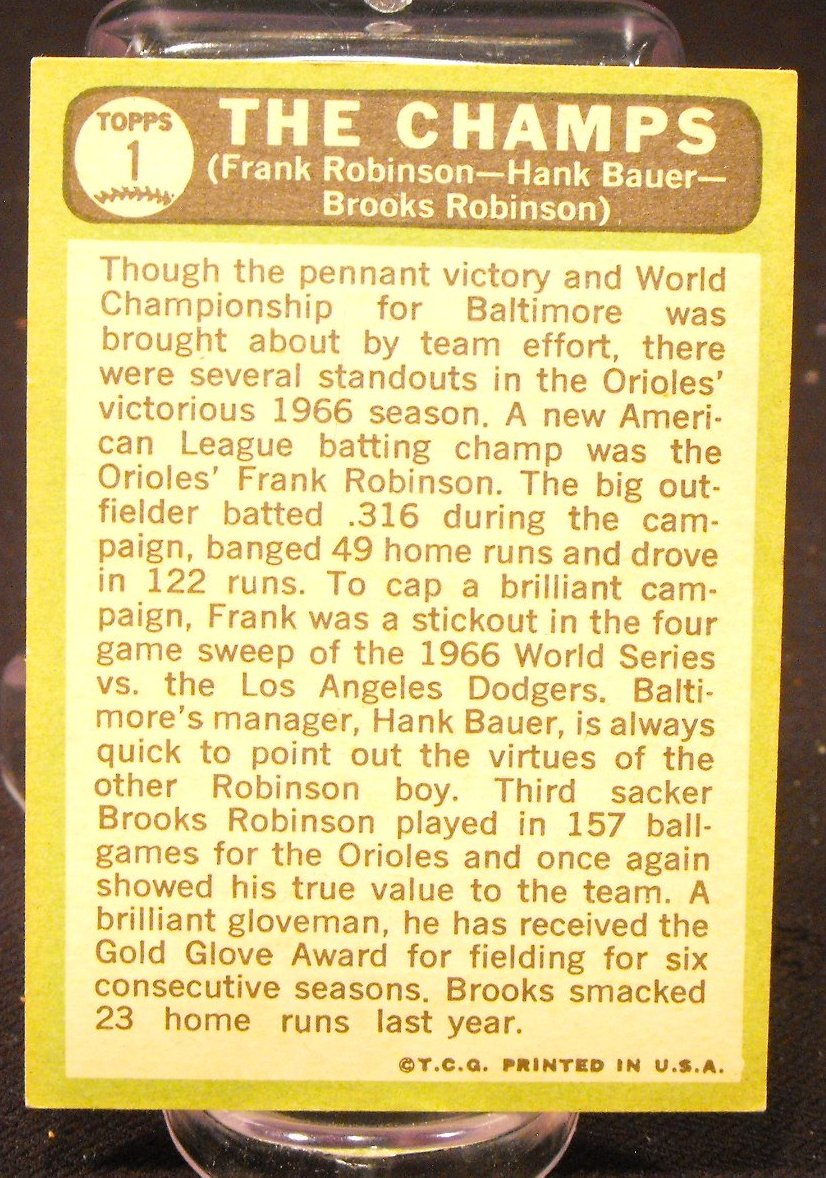 TOPPS
1
THE CHAMPS
(Frank Robinson—Hank Bauer—
Brooks Robinson)
Though the pennant victory and World
Championship for Baltimore was
brought about by team effort, there
were several standouts in the Orioles'
victorious 1966 season. A new Ameri-
can League batting champ was the
Orioles' Frank Robinson. The big out-
fielder batted .316 during the cam-
paign, banged 49 home runs and drove
in 122 runs. To cap a brilliant cam-
paign, Frank was a stickout in the four
game sweep of the 1966 World Series
vs. the Los Angeles Dodgers. Balti-
more's manager, Hank Bauer, is always
quick to point out the virtues of the
other Robinson boy. Third sacker
Brooks Robinson played in 157 ball-
games for the Orioles and once again
showed his true value to the team. A
brilliant gloveman, he has received the
Gold Glove Award for fielding for six
consecutive seasons. Brooks smacked
23 home runs last year.
©T.C.G. PRINTED IN U.S.A.